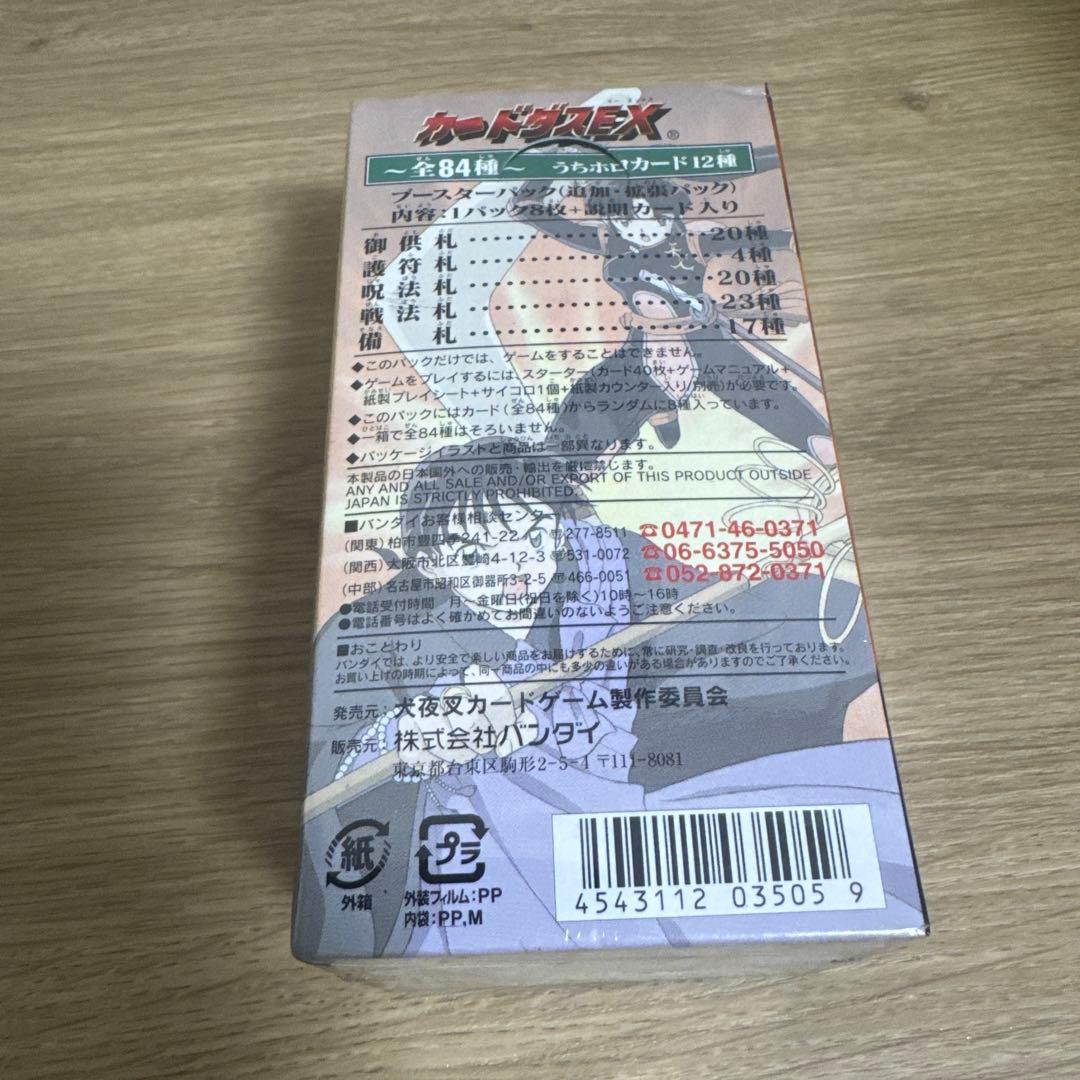 カードダスEX®
～全84種～ うちホロカード12種
ブースターパック(追加・拡張パック)
内容:1パック8枚+説明カード入り
御供札 20種
護符札 4種
呪法札 20種
戦法札 23種
備札 17種
◆このパックだけでは、ゲームをすることはできません。
◆ゲームをプレイするには、スターター(カード40枚+ゲームマニュアル+
紙製プレイシート+サイコロ1個+紙製カウンター入り/別売)が必要です。
◆このパックにはカード(全84種)からランダムに8種入っています。
◆一箱で全84種はそろいません。
◆パッケージイラストと商品は一部異なります。
本製品の日本国外への販売・輸出を厳に禁じます。
ANY AND ALL SALE AND/OR EXPORT OF THIS PRODUCT OUTSIDE
JAPAN IS STRICTLY PROHIBITED.
■バンダイお客様相談センター
(関東)柏市豊四季241-22 〒277-8511 ☎0471-46-0371
(関西)大阪市北区豊崎4-12-3 〒531-0072 ☎06-6375-5050
(中部)名古屋市昭和区御器所3-2-5 〒466-0051 ☎052-872-0371
●電話受付時間 月～金曜日(祝日を除く)10時～16時
●電話番号はよく確かめてお間違いのないようご注意ください。
■おことわり
バンダイでは、より安全で楽しい商品をお届けするために、常に研究・調査・改良を行っております。
お買い上げの時期によって、同一商品の中にも多少の違いがある場合がありますのでご了承ください。
発売元:犬夜叉カードゲーム製作委員会
販売元:株式会社バンダイ
東京都台東区駒形2-5-4 〒111-8081
紙
外箱
プラ
外装フィルム:PP
内袋:PP,M
4543112 03505 9